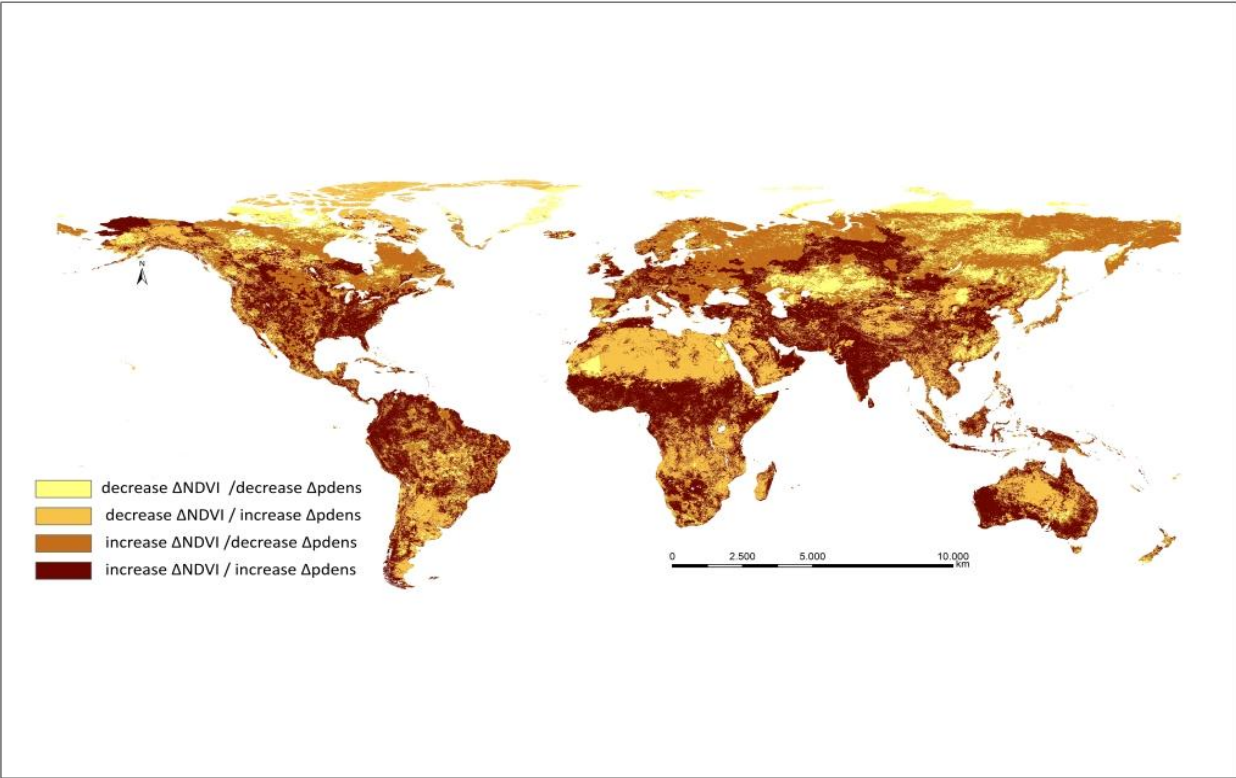 N
decrease ΔNDVI /decrease Δpdens
decrease ΔNDVI / increase Δpdens
increase ΔNDVI /decrease Δpdens
increase ΔNDVI / increase Δpdens
0 2.500 5.000 10.000
km